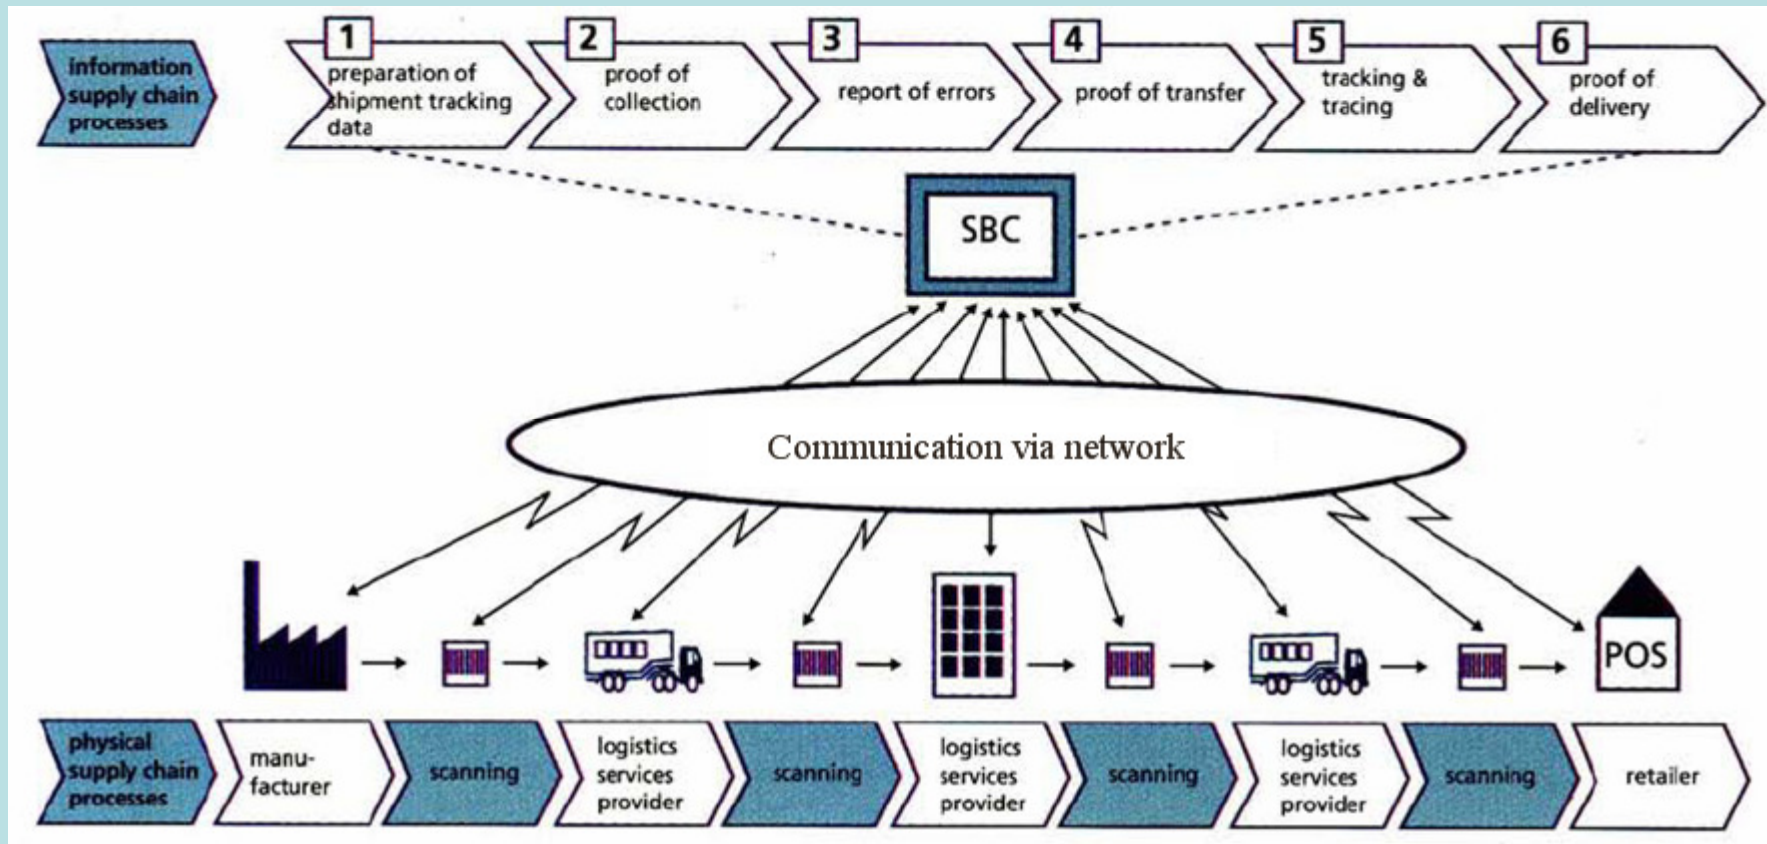 information
supply chain
processes
1
preparation of
shipment tracking
data
2
proof of
collection
3
report of errors
4
proof of transfer
5
tracking &
tracing
6
proof of
delivery
SBC
Communication via network
POS
physical
supply chain
processes
manu-
facturer
scanning
logistics
services
provider
scanning
logistics
services
provider
scanning
logistics
services
provider
scanning
retailer